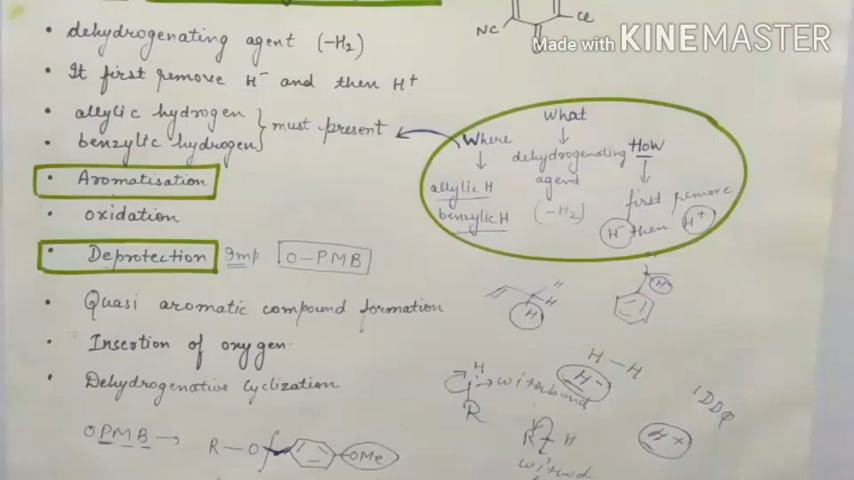 NC
Cl
Made with KINEMASTER
• dehydrogenating agent (-H2)
• It first remove H⁻ and then H⁺
• allylic hydrogen
• benzylic hydrogen } must present
• Aromatisation
• Oxidation
• Deprotection Imp O-PMB
• Quasi aromatic compound formation
• Insertion of oxygen.
• Dehydrogenative cyclization
OPMB → R-O OMe
What
Where
How
dehydrogenating
agent
(-H2)
allylic H
benzylic H
first remove
H⁻ then H⁺
H
H
H
H
H-H
H
H⁻
R
DDQ
R H
H+